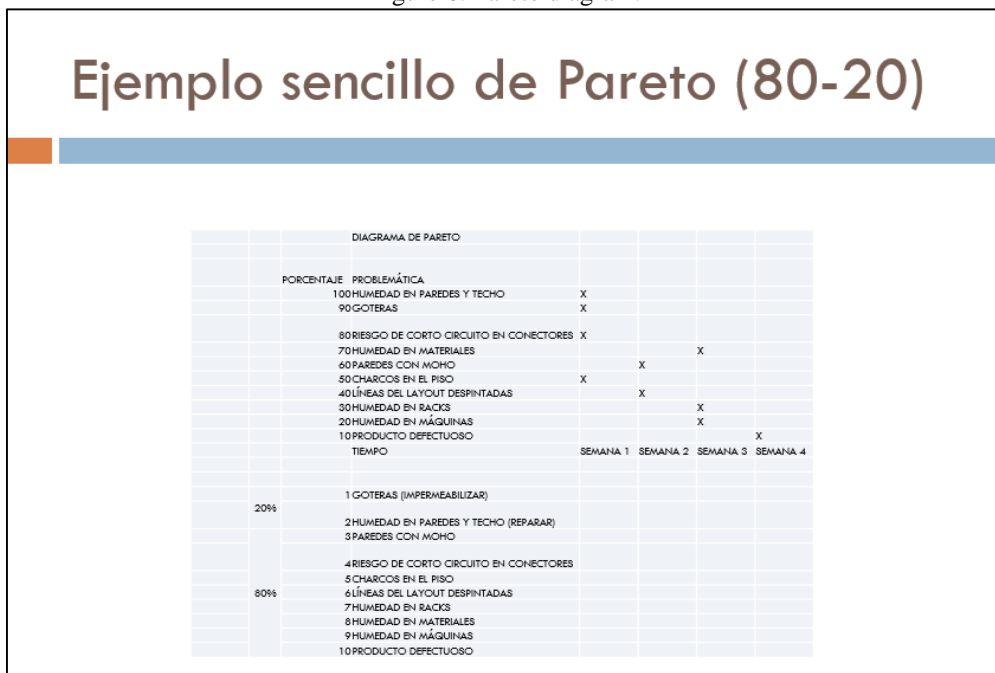 Ejemplo sencillo de Pareto (80-20)
DIAGRAMA DE PARETO
PORCENTAJE PROBLEMÁTICA
100 HUMEDAD EN PAREDES Y TECHO X
90 GOTERAS X
80 RIESGO DE CORTO CIRCUITO EN CONECTORES X
70 HUMEDAD EN MATERIALES X
60 PAREDES CON MOHO X
50 CHARCOS EN EL PISO X
40 LÍNEAS DEL LAYOUT DESPINTADAS X
30 HUMEDAD EN RACKS X
20 HUMEDAD EN MÁQUINAS X
10 PRODUCTO DEFECTUOSO X
TIEMPO SEMANA 1 SEMANA 2 SEMANA 3 SEMANA 4
1 GOTERAS (IMPERMEABILIZAR)
20%
2 HUMEDAD EN PAREDES Y TECHO (REPARAR)
3 PAREDES CON MOHO
4 RIESGO DE CORTO CIRCUITO EN CONECTORES
5 CHARCOS EN EL PISO
80% 6 LÍNEAS DEL LAYOUT DESPINTADAS
7 HUMEDAD EN RACKS
8 HUMEDAD EN MATERIALES
9 HUMEDAD EN MÁQUINAS
10 PRODUCTO DEFECTUOSO